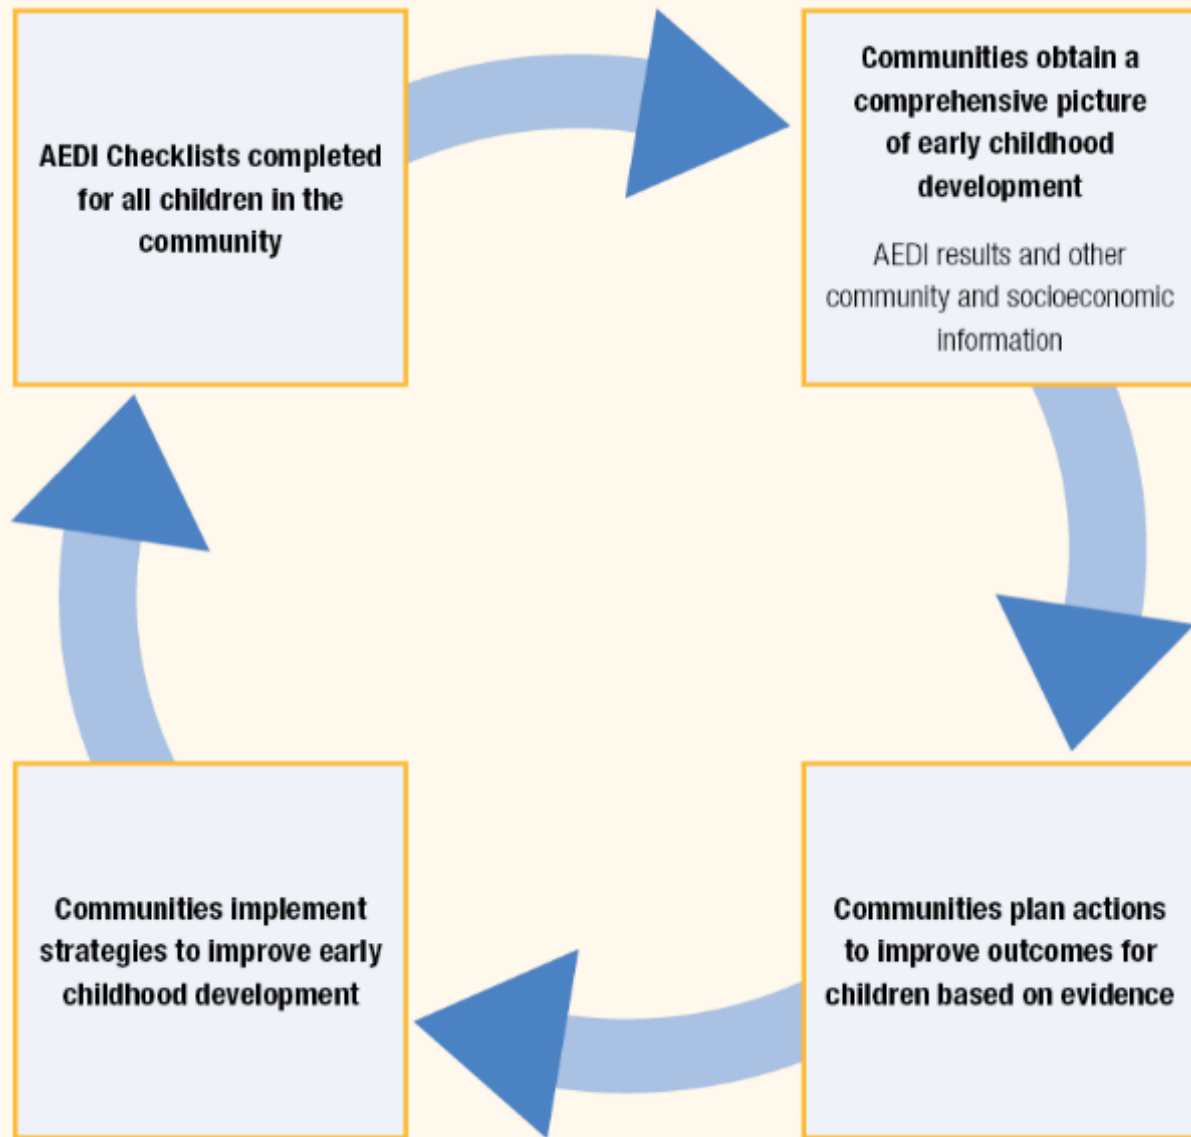 AEDI Checklists completed
for all children in the
community
Communities obtain a
comprehensive picture
of early childhood
development
AEDI results and other
community and socioeconomic
information
Communities plan actions
to improve outcomes for
children based on evidence
Communities implement
strategies to improve early
childhood development